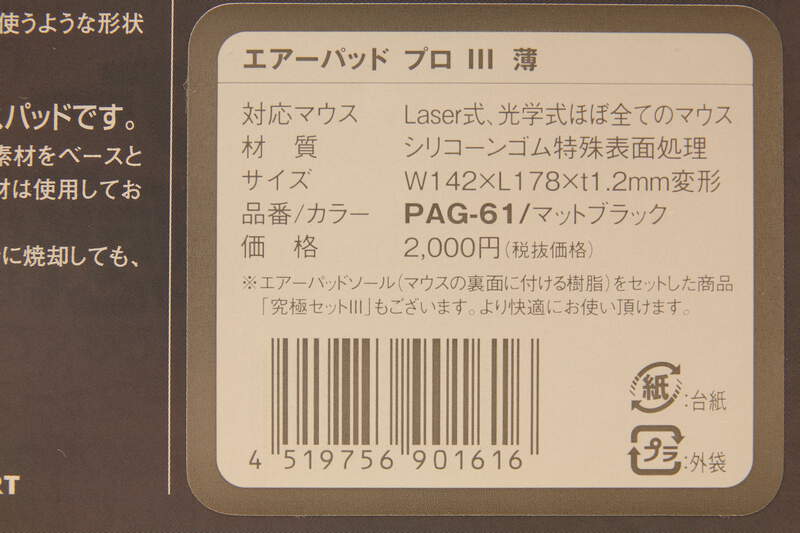 使うような形状
パッドです。
素材をベースと
材は使用してお
に焼却しても、
RT
エアーパッド プロ III 薄
対応マウス Laser式、光学式ほぼ全てのマウス
材 質 シリコーンゴム特殊表面処理
サイズ W142×L178×t1.2mm変形
品番/カラー PAG-61/マットブラック
価 格 2,000円(税抜価格)
※エアーパッドソール(マウスの裏面に付ける樹脂)をセットした商品
「究極セットIII」もございます。より快適にお使い頂けます。
4 519756 901616
紙:台紙
プラ:外袋